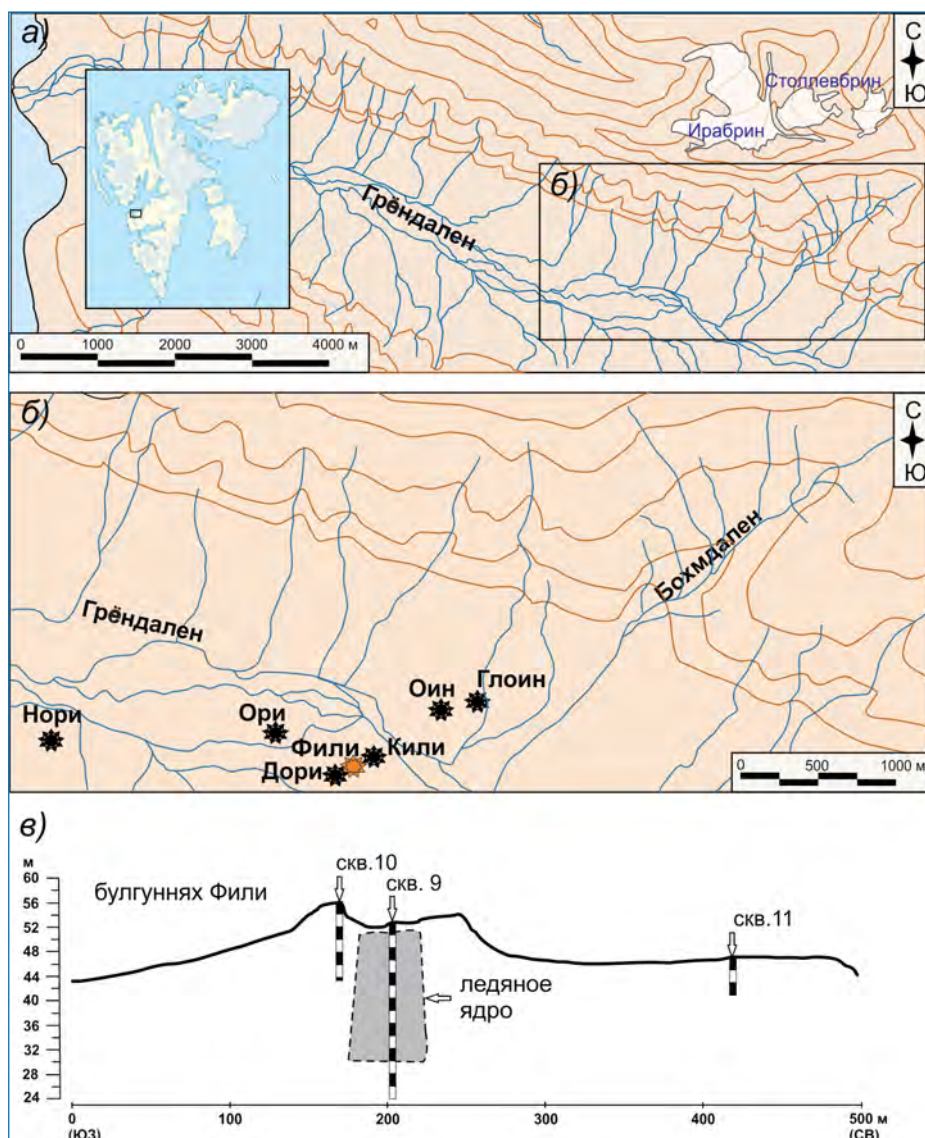 а)
С
Ю
Столлевбрин
Ирабрин
б)
Грёндален
0 1000 2000 3000 4000 м
б)
С
Ю
Бохмдален
Грёндален
Оин
Глоин
Нори
Ори
Фили
Кили
Дори
0 500 1000 м
в)
м
60
56
52
48
44
40
36
32
28
24
булгуннях Фили
скв.10
скв. 9
скв.11
ледяное
ядро
0 100 200 300 400 500 м
(ЮЗ) (СВ)